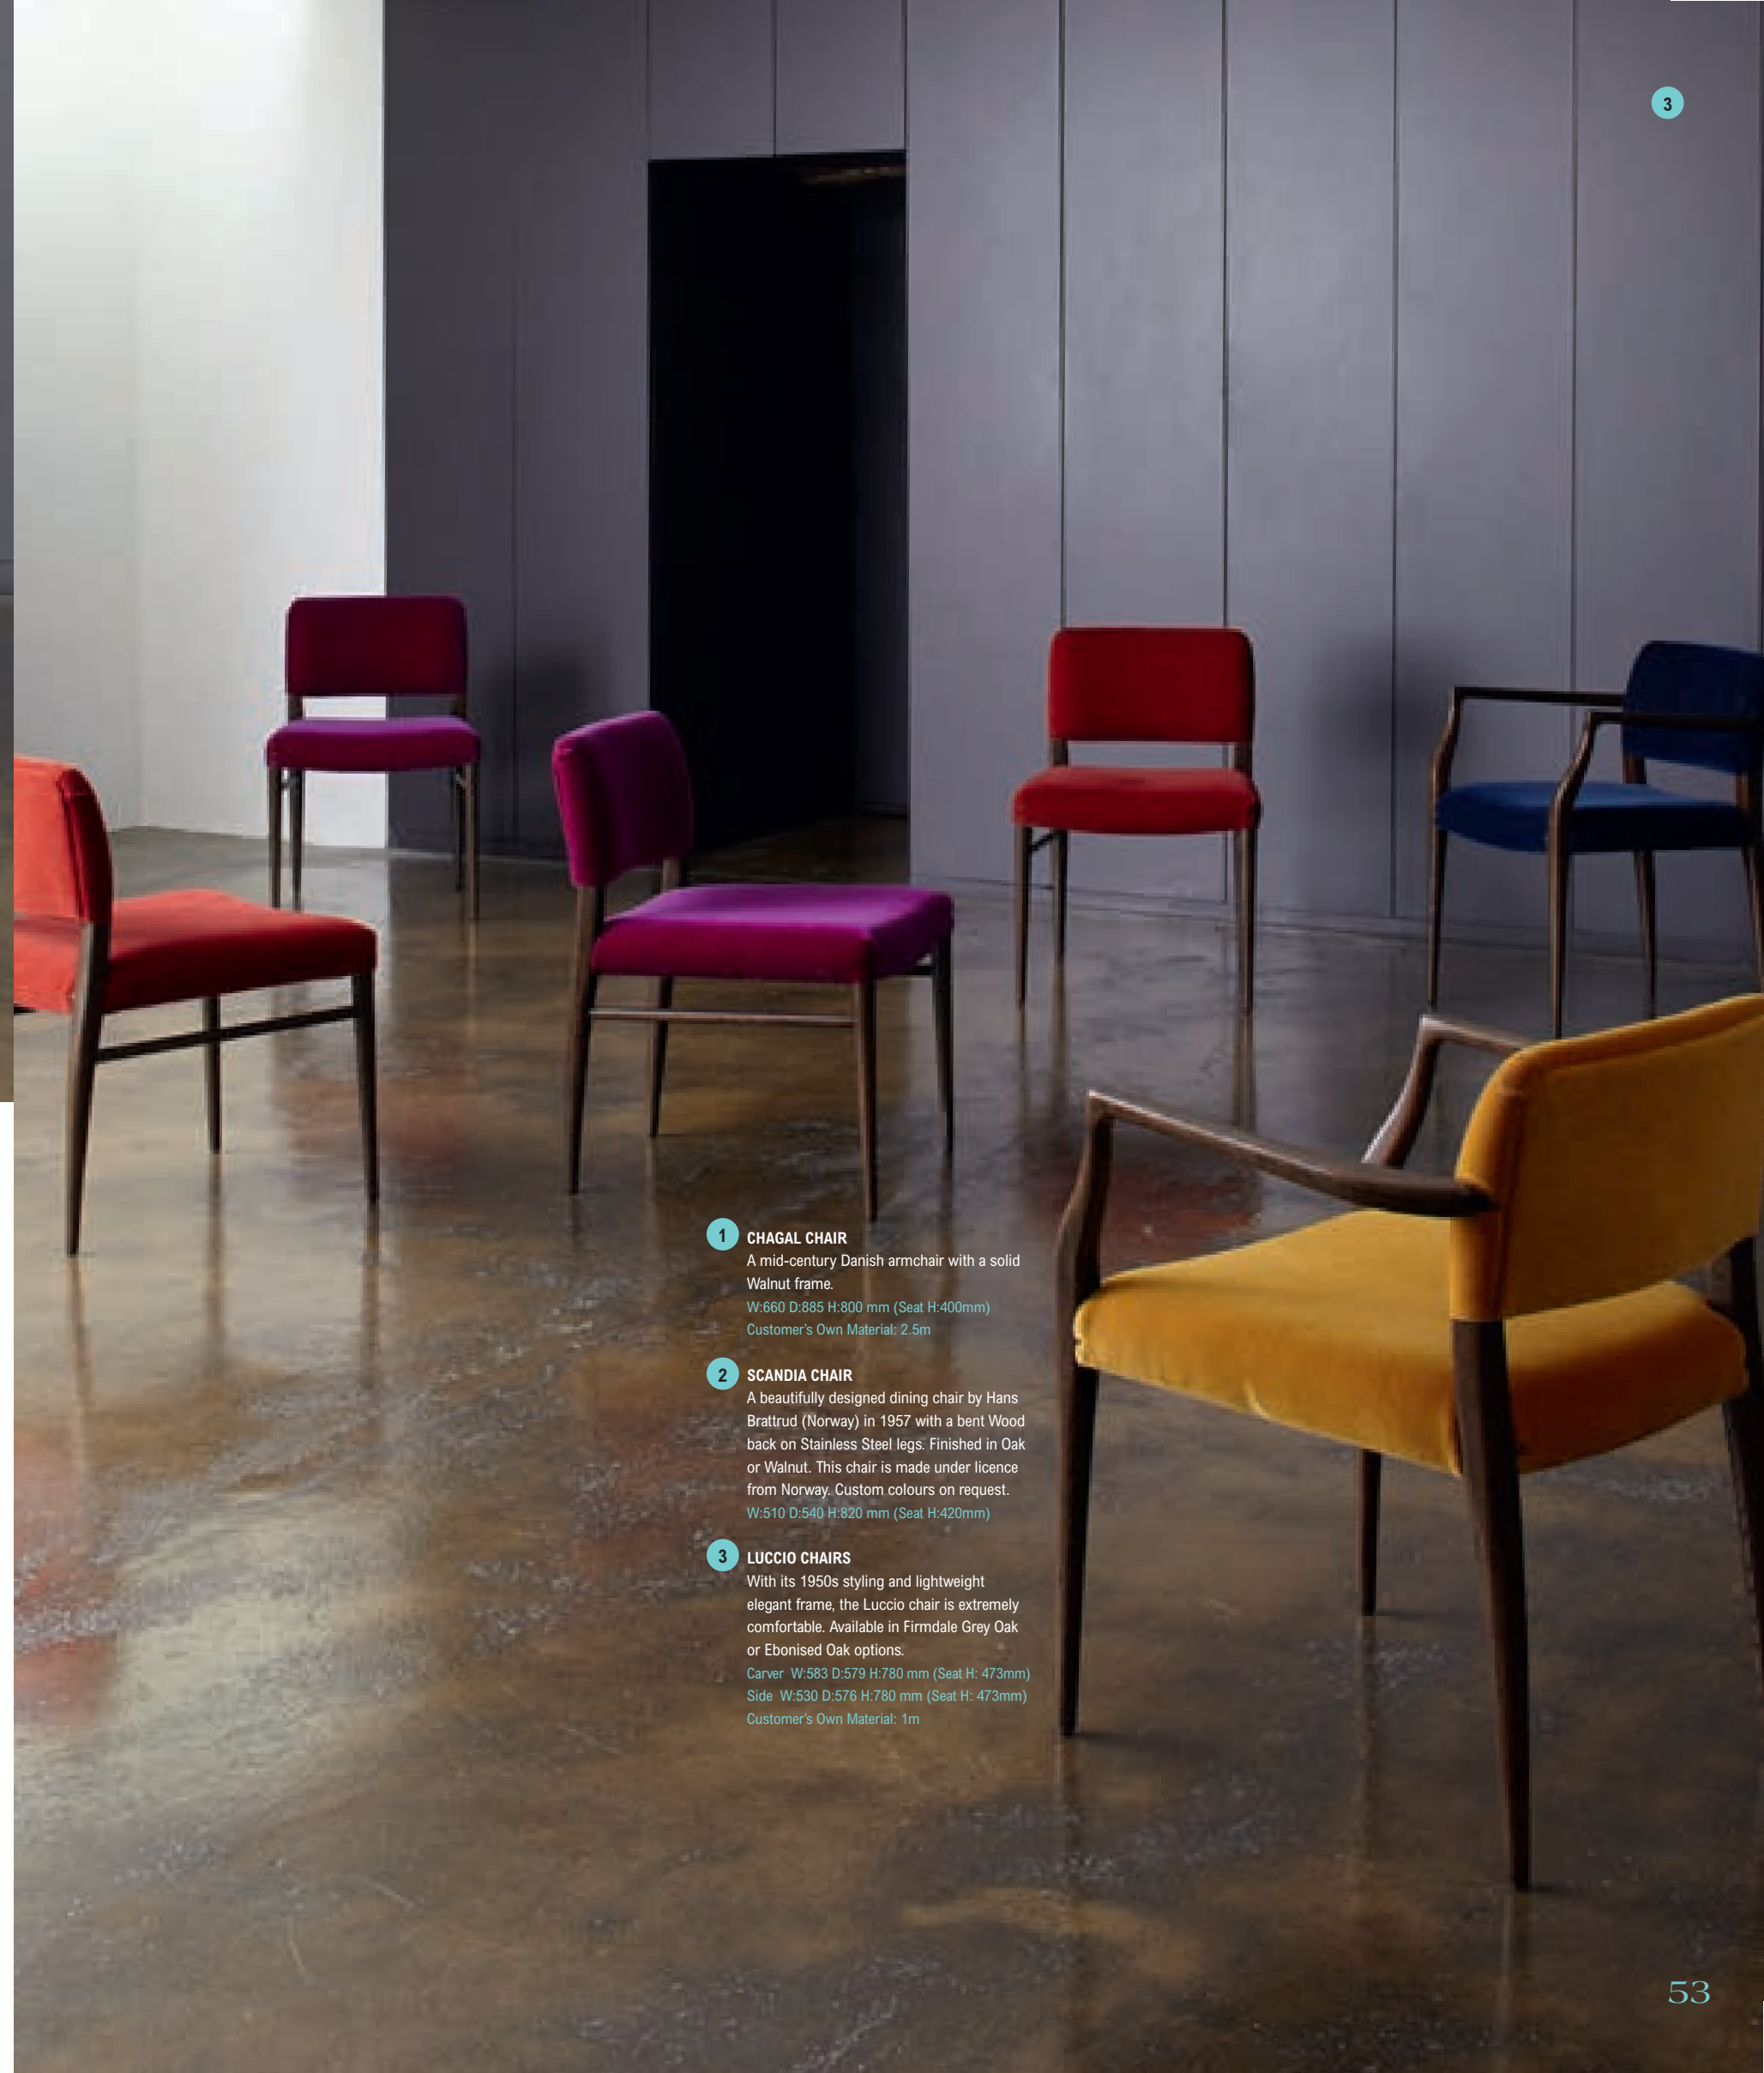 3
1 CHAGAL CHAIR
A mid-century Danish armchair with a solid
Walnut frame.
W:660 D:885 H:800 mm (Seat H:400mm)
Customer's Own Material: 2.5m
2 SCANDIA CHAIR
A beautifully designed dining chair by Hans
Brattrud (Norway) in 1957 with a bent Wood
back on Stainless Steel legs. Finished in Oak
or Walnut. This chair is made under licence
from Norway. Custom colours on request.
W:510 D:540 H:820 mm (Seat H:420mm)
3 LUCCIO CHAIRS
With its 1950s styling and lightweight
elegant frame, the Luccio chair is extremely
comfortable. Available in Firmdale Grey Oak
or Ebonised Oak options.
Carver  W:583 D:579 H:780 mm (Seat H: 473mm)
Side  W:530 D:576 H:780 mm (Seat H: 473mm)
Customer's Own Material: 1m
53